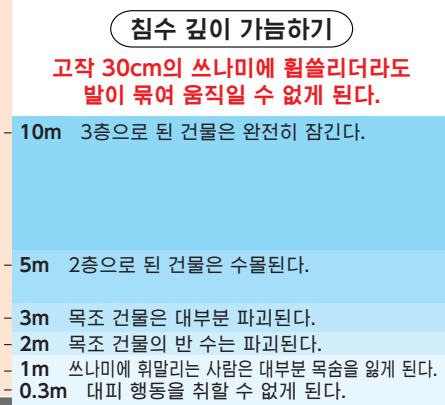 침수 깊이 가늠하기
고작 30cm의 쓰나미에 휩쓸리더라도
발이 묶여 움직일 수 없게 된다.
10m 3층으로 된 건물은 완전히 잠긴다.
5m 2층으로 된 건물은 수몰된다.
3m 목조 건물은 대부분 파괴된다.
2m 목조 건물의 반 수는 파괴된다.
1m 쓰나미에 휘말리는 사람은 대부분 목숨을 잃게 된다.
0.3m 대피 행동을 취할 수 없게 된다.